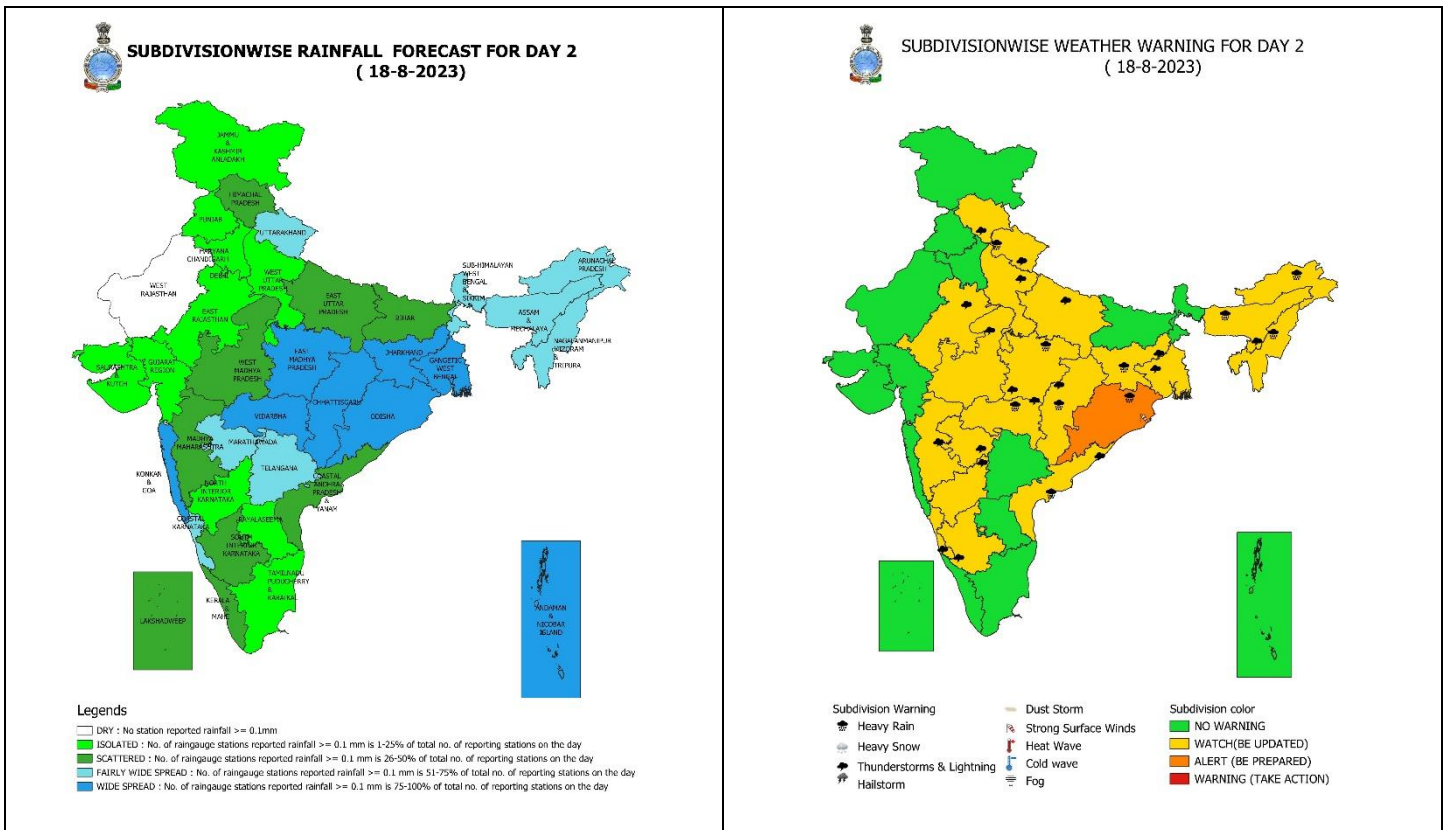 SUBDIVISIONWISE RAINFALL FORECAST FOR DAY 2
( 18-8-2023)
JAMMU
&
KASHMIR
ANLADAKH
HIMACHAL
PRADESH
PUNJAB
UTTARAKHAND
HARYANA
CHANDIGARH
&
DELHI
WEST
UTTAR
PRADESH
WEST
RAJASTHAN
EAST
RAJASTHAN
EAST
UTTAR
PRADESH
BIHAR
SUB-HIMALAYAN
WEST
BENGAL
&
SIKKIM
ARUNACHAL
PRADESH
ASSAM
&
MEGHALAYA
NAGALANMANIPUR
MIZORAM
&
TRIPURA
SAURASHTRA
&
KUTCH
GUJARAT
REGION
WEST
MADHYA
PRADESH
EAST
MADHYA
PRADESH
JHARKHAND
GANGETIC
WEST
BENGAL
CHHATTISGARH
ODISHA
VIDARBHA
MADHYA
MAHARASHTRA
MARATHAWADA
TELANGANA
KONKAN
&
GOA
NORTH
INTERIOR
KARNATAKA
COASTAL
ANDHRA
PRADESH
&
YANAM
COASTAL
KARNATAKA
RAYALASEEMA
SOUTH
INTERIOR
KARNATAKA
TAMILNADU
PUDUCHERRY
&
KARAIKAL
KERALA
&
MAHE
LAKSHADWEEP
ANDAMAN
&
NICOBAR
ISLAND
Legends
DRY : No station reported rainfall >= 0.1mm
ISOLATED : No. of raingauge stations reported rainfall >= 0.1 mm is 1-25% of total no. of reporting stations on the day
SCATTERED : No. of raingauge stations reported rainfall >= 0.1 mm is 26-50% of total no. of reporting stations on the day
FAIRLY WIDE SPREAD : No. of raingauge stations reported rainfall >= 0.1 mm is 51-75% of total no. of reporting stations on the day
WIDE SPREAD : No. of raingauge stations reported rainfall >= 0.1 mm is 75-100% of total no. of reporting stations on the day
SUBDIVISIONWISE WEATHER WARNING FOR DAY 2
( 18-8-2023)
Subdivision Warning
Heavy Rain
Heavy Snow
Thunderstorms & Lightning
Hailstorm
Dust Storm
Strong Surface Winds
Heat Wave
Cold wave
Fog
Subdivision color
NO WARNING
WATCH(BE UPDATED)
ALERT (BE PREPARED)
WARNING (TAKE ACTION)